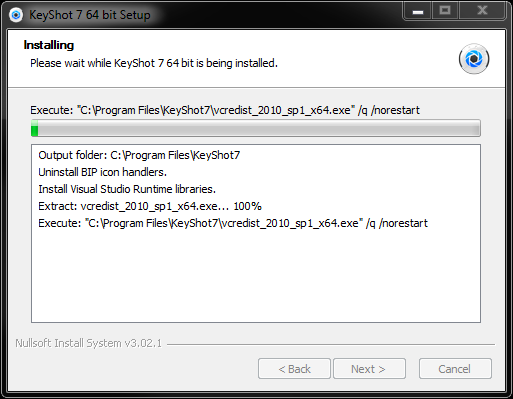 KeyShot 7 64 bit Setup
Installing
Please wait while KeyShot 7 64 bit is being installed.
Execute: "C:\Program Files\KeyShot7\vcredist_2010_sp1_x64.exe" /q /norestart
Output folder: C:\Program Files\KeyShot7
Uninstall BIP icon handlers.
Install Visual Studio Runtime libraries.
Extract: vcredist_2010_sp1_x64.exe... 100%
Execute: "C:\Program Files\KeyShot7\vcredist_2010_sp1_x64.exe" /q /norestart
Nullsoft Install System v3.02.1
< Back Next > Cancel